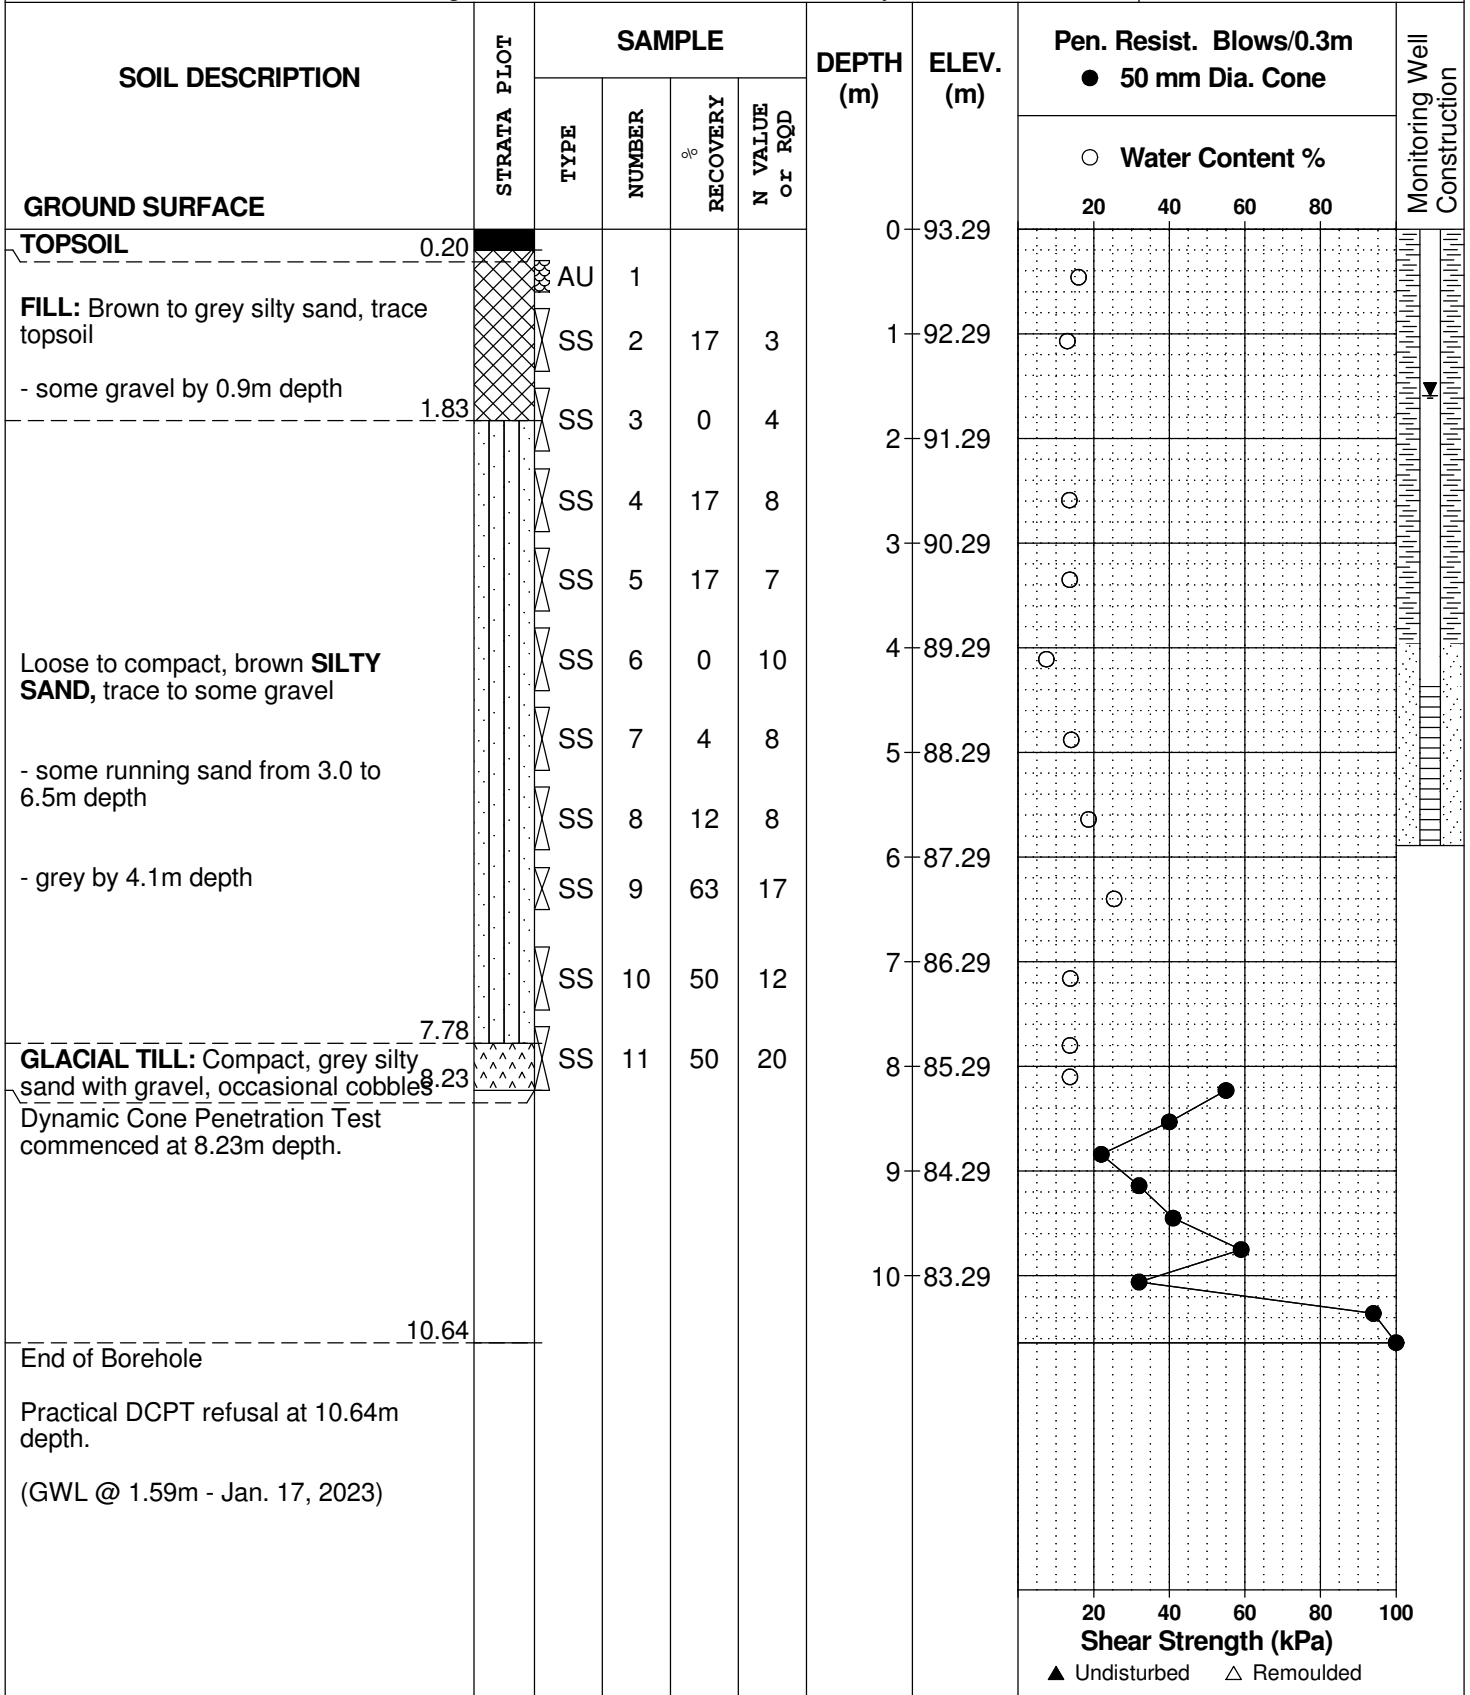 SOIL DESCRIPTION
GROUND SURFACE
STRATA PLOT
SAMPLE
TYPE
NUMBER
%
RECOVERY
N VALUE
or RQD
DEPTH
(m)
ELEV.
(m)
Pen. Resist. Blows/0.3m
● 50 mm Dia. Cone
○ Water Content %
20 40 60 80
Monitoring Well
Construction
TOPSOIL 0.20
FILL: Brown to grey silty sand, trace
topsoil
- some gravel by 0.9m depth
1.83
Loose to compact, brown SILTY
SAND, trace to some gravel
- some running sand from 3.0 to
6.5m depth
- grey by 4.1m depth
7.78
GLACIAL TILL: Compact, grey silty
sand with gravel, occasional cobbles 8.23
Dynamic Cone Penetration Test
commenced at 8.23m depth.
10.64
End of Borehole
Practical DCPT refusal at 10.64m
depth.
(GWL @ 1.59m - Jan. 17, 2023)
AU 1
SS 2 17 3
SS 3 0 4
SS 4 17 8
SS 5 17 7
SS 6 0 10
SS 7 4 8
SS 8 12 8
SS 9 63 17
SS 10 50 12
SS 11 50 20
0 93.29
1 92.29
2 91.29
3 90.29
4 89.29
5 88.29
6 87.29
7 86.29
8 85.29
9 84.29
10 83.29
20 40 60 80 100
Shear Strength (kPa)
▲ Undisturbed △ Remoulded